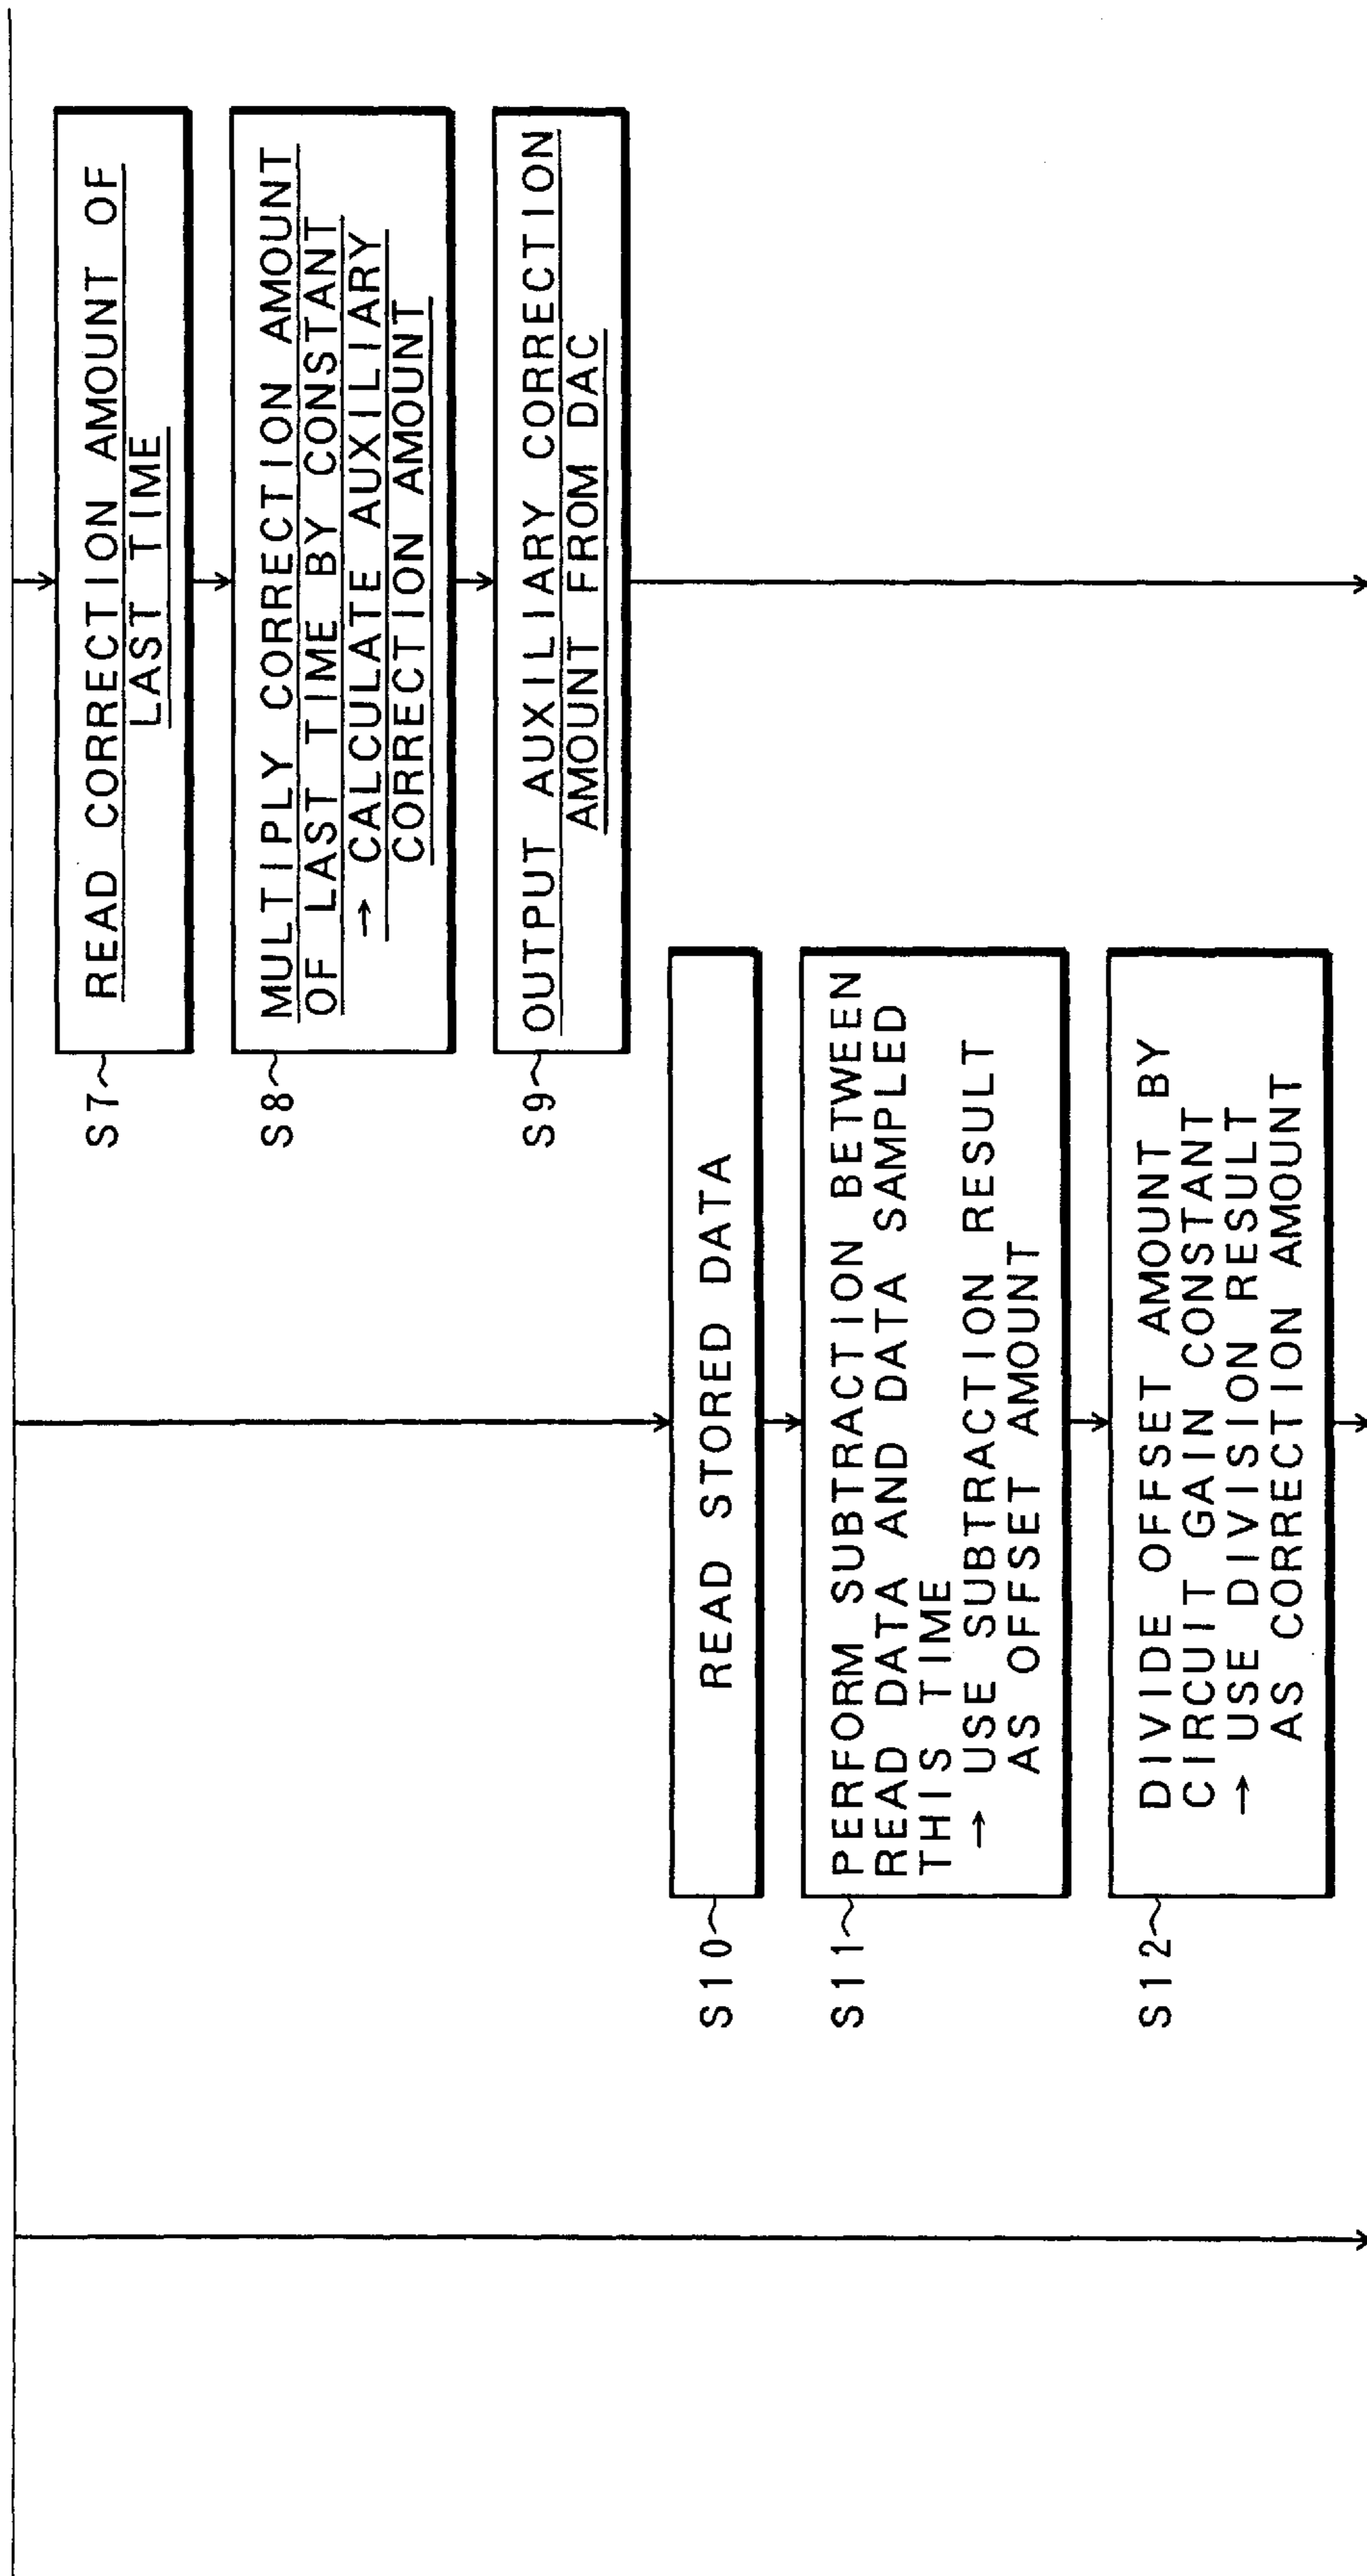 S7
READ CORRECTION AMOUNT OF
LAST TIME
S8
MULTIPLY CORRECTION AMOUNT
OF LAST TIME BY CONSTANT
→ CALCULATE AUXILIARY
CORRECTION AMOUNT
S9
OUTPUT AUXILIARY CORRECTION
AMOUNT FROM DAC
S10
READ STORED DATA
S11
PERFORM SUBTRACTION BETWEEN
READ DATA AND DATA SAMPLED
THIS TIME
→ USE SUBTRACTION RESULT
AS OFFSET AMOUNT
S12
DIVIDE OFFSET AMOUNT BY
CIRCUIT GAIN CONSTANT
→ USE DIVISION RESULT
AS CORRECTION AMOUNT